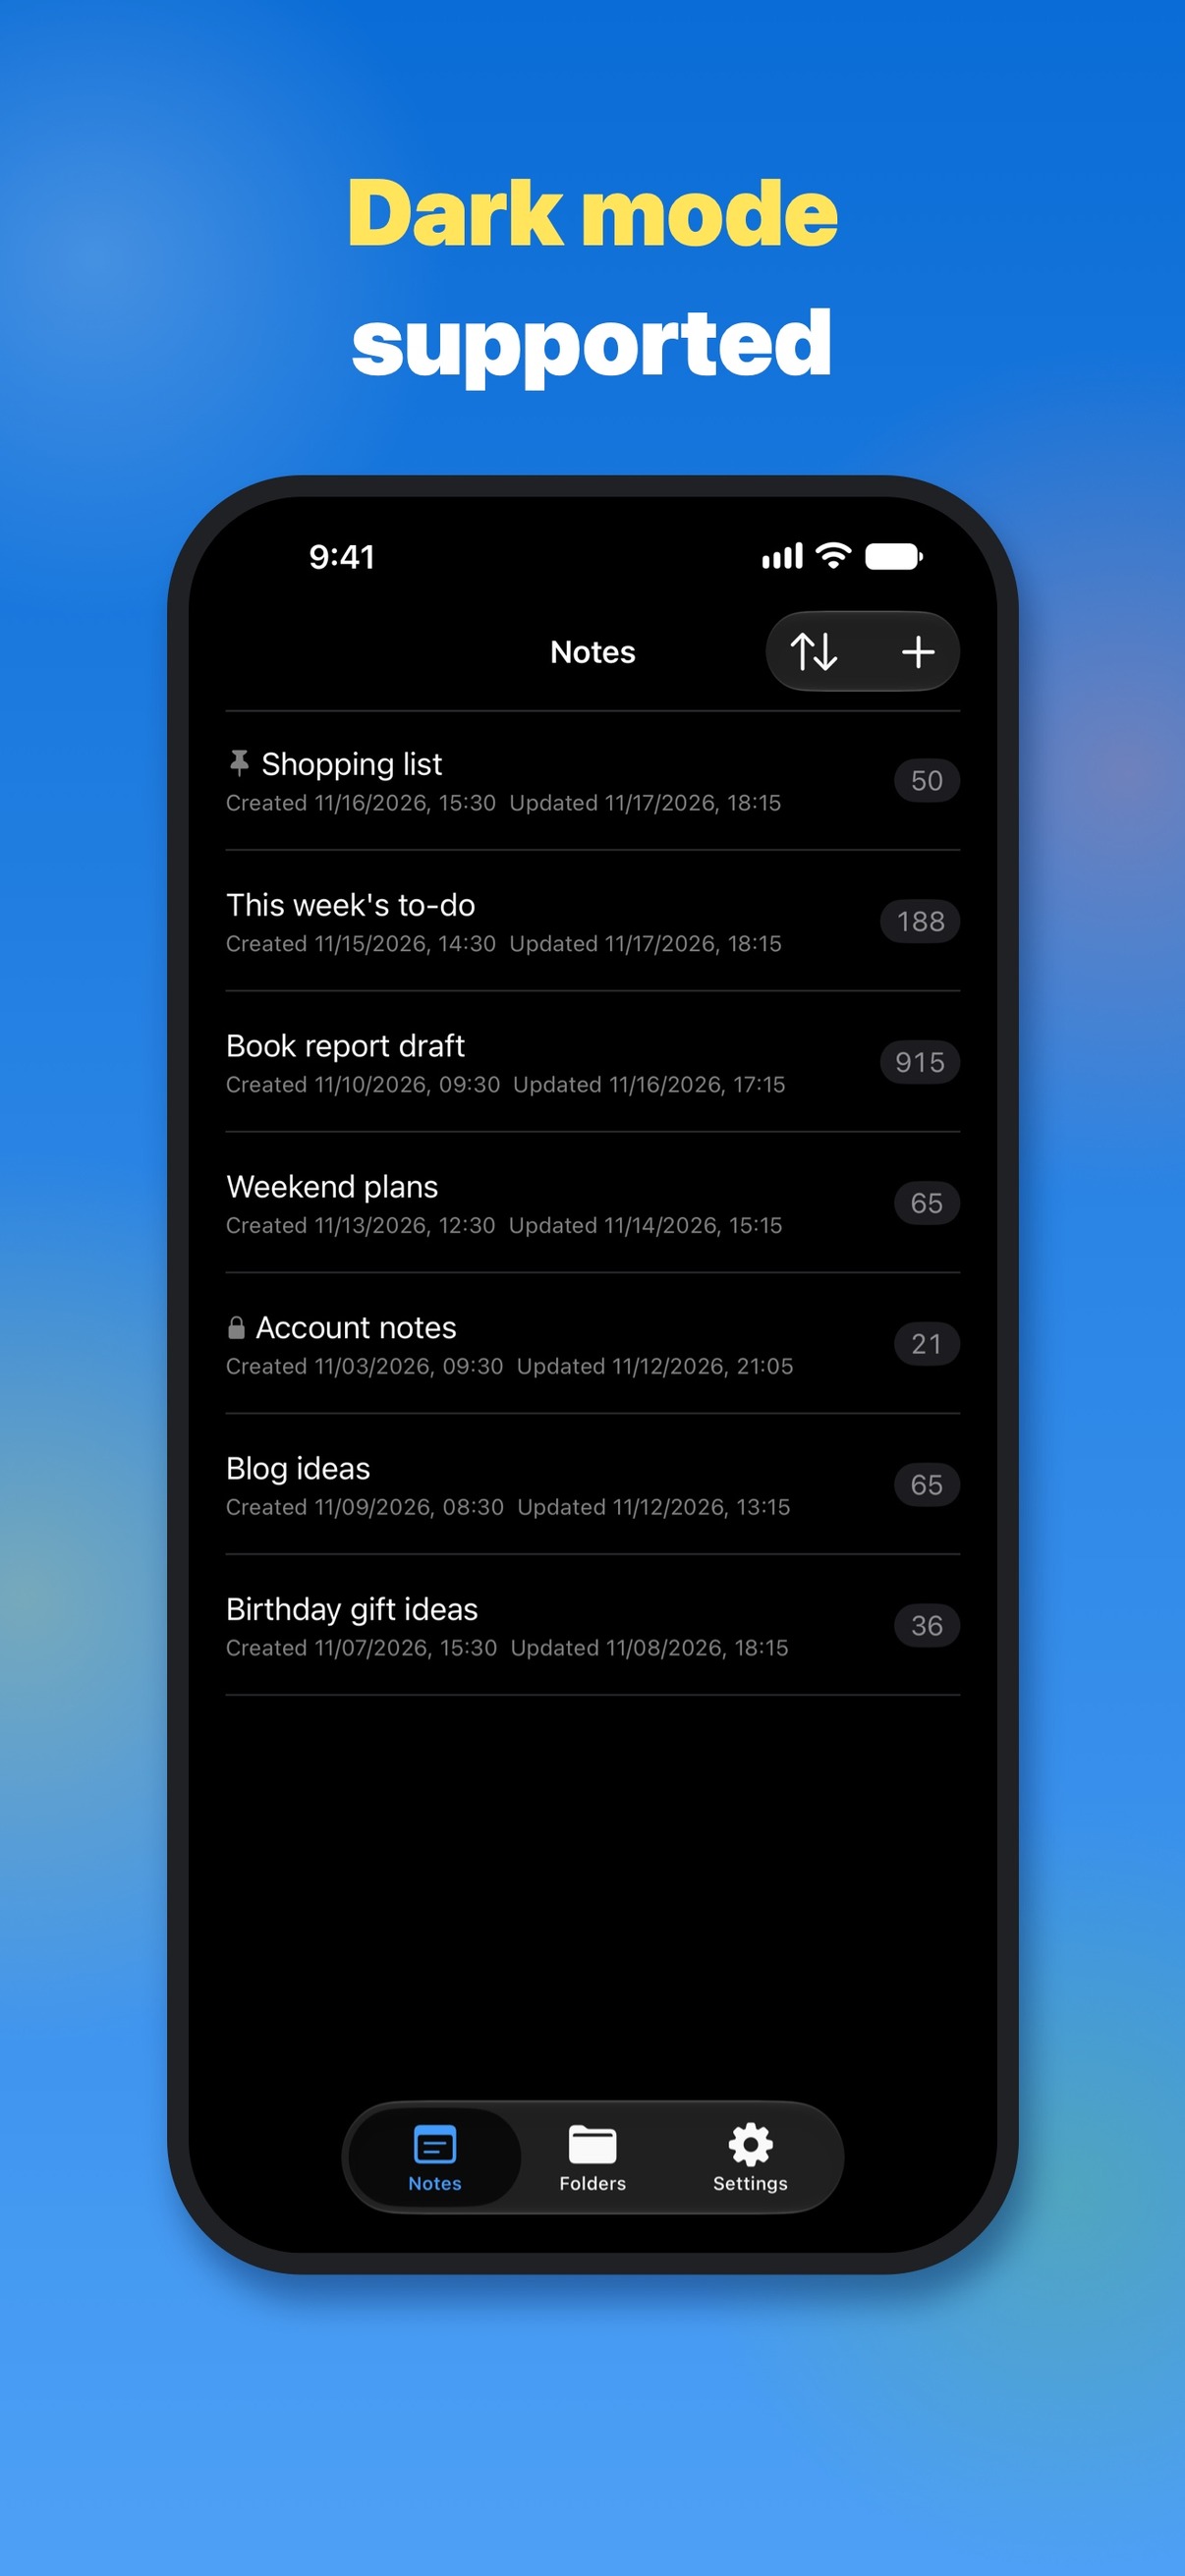 Dark mode
supported
9:41
Notes
Shopping list
50
Created 11/16/2026, 15:30 Updated 11/17/2026, 18:15
This week's to-do
188
Created 11/15/2026, 14:30 Updated 11/17/2026, 18:15
Book report draft
915
Created 11/10/2026, 09:30 Updated 11/16/2026, 17:15
Weekend plans
65
Created 11/13/2026, 12:30 Updated 11/14/2026, 15:15
Account notes
21
Created 11/03/2026, 09:30 Updated 11/12/2026, 21:05
Blog ideas
65
Created 11/09/2026, 08:30 Updated 11/12/2026, 13:15
Birthday gift ideas
36
Created 11/07/2026, 15:30 Updated 11/08/2026, 18:15
Notes Folders Settings